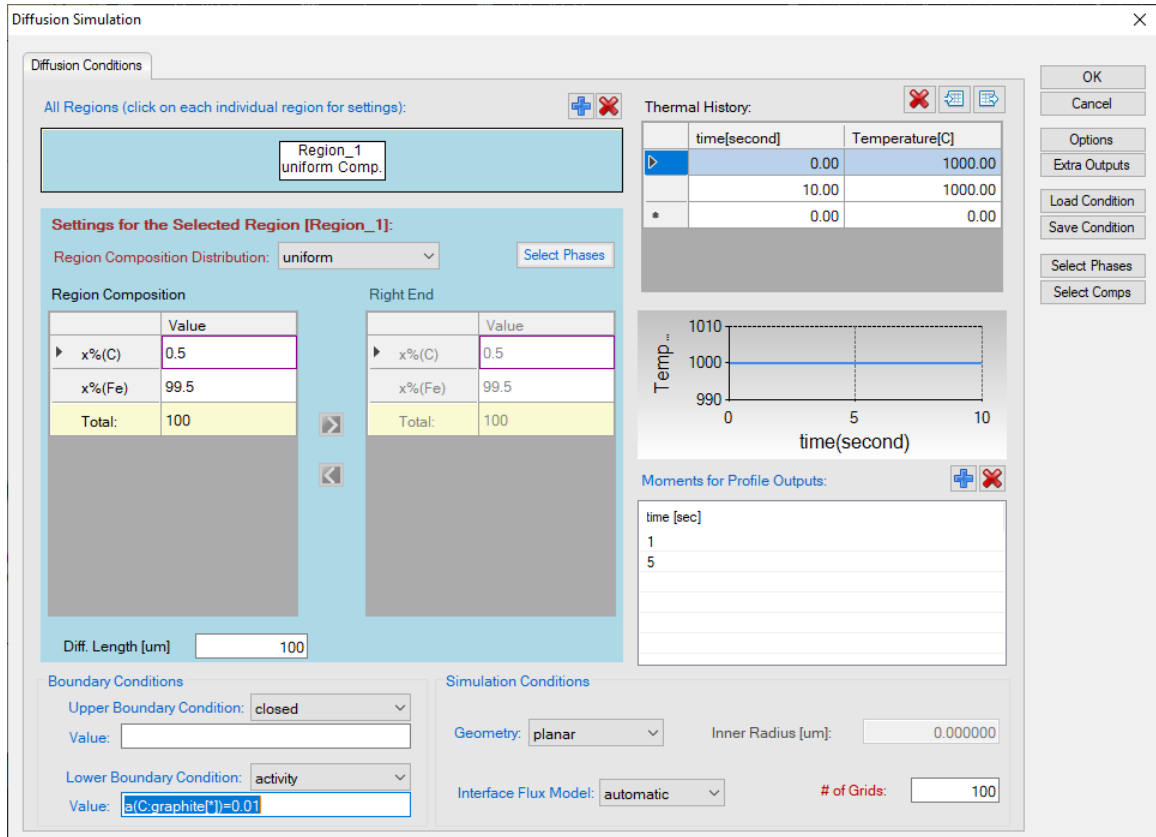 Diffusion Simulation
Diffusion Conditions
All Regions (click on each individual region for settings):
Region_1
uniform Comp.
Settings for the Selected Region [Region_1]:
Region Composition Distribution: uniform
Select Phases
Region Composition
Right End
Value
x%(C) 0.5
x%(Fe) 99.5
Total: 100
Value
x%(C) 0.5
x%(Fe) 99.5
Total: 100
Diff. Length [um] 100
Boundary Conditions
Upper Boundary Condition: closed
Value:
Lower Boundary Condition: activity
Value: a(C:graphite[*])=0.01
Thermal History:
time[second] Temperature[C]
0.00 1000.00
10.00 1000.00
* 0.00 0.00
Temp..
1010
1000
990
0 5 10
time(second)
Moments for Profile Outputs:
time [sec]
1
5
Simulation Conditions
Geometry: planar
Inner Radius [um]: 0.000000
Interface Flux Model: automatic
# of Grids: 100
OK
Cancel
Options
Extra Outputs
Load Condition
Save Condition
Select Phases
Select Comps